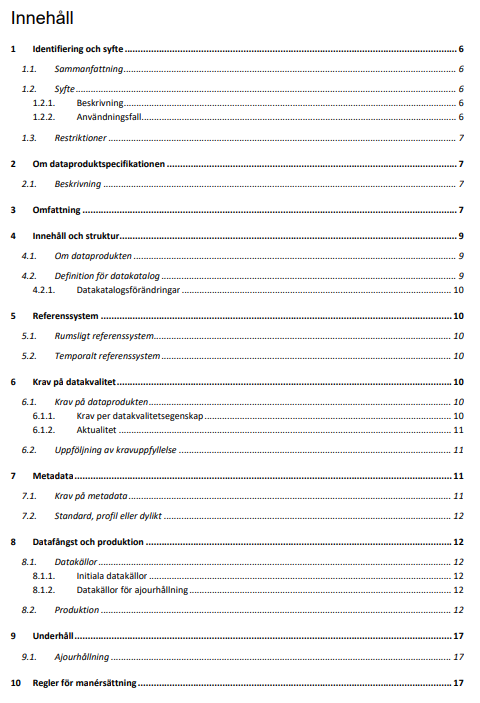 Innehåll
1 Identifiering och syfte 6
1.1. Sammanfattning 6
1.2. Syfte 6
1.2.1. Beskrivning 6
1.2.2. Användningsfall 6
1.3. Restriktioner 7
2 Om dataproduktspecifikationen 7
2.1. Beskrivning 7
3 Omfattning 7
4 Innehåll och struktur 9
4.1. Om dataprodukten 9
4.2. Definition för datakatalog 9
4.2.1. Datakatalogsförändringar 10
5 Referenssystem 10
5.1. Rumsligt referenssystem 10
5.2. Temporalt referenssystem 10
6 Krav på datakvalitet 10
6.1. Krav på dataprodukten 10
6.1.1. Krav per datakvalitetsegenskap 10
6.1.2. Aktualitet 11
6.2. Uppföljning av kravuppfyllelse 11
7 Metadata 11
7.1. Krav på metadata 11
7.2. Standard, profil eller dylikt 12
8 Datafångst och produktion 12
8.1. Datakällor 12
8.1.1. Initiala datakällor 12
8.1.2. Datakällor för ajourhållning 12
8.2. Produktion 12
9 Underhåll 17
9.1. Ajourhållning 17
10 Regler för manérsättning 17